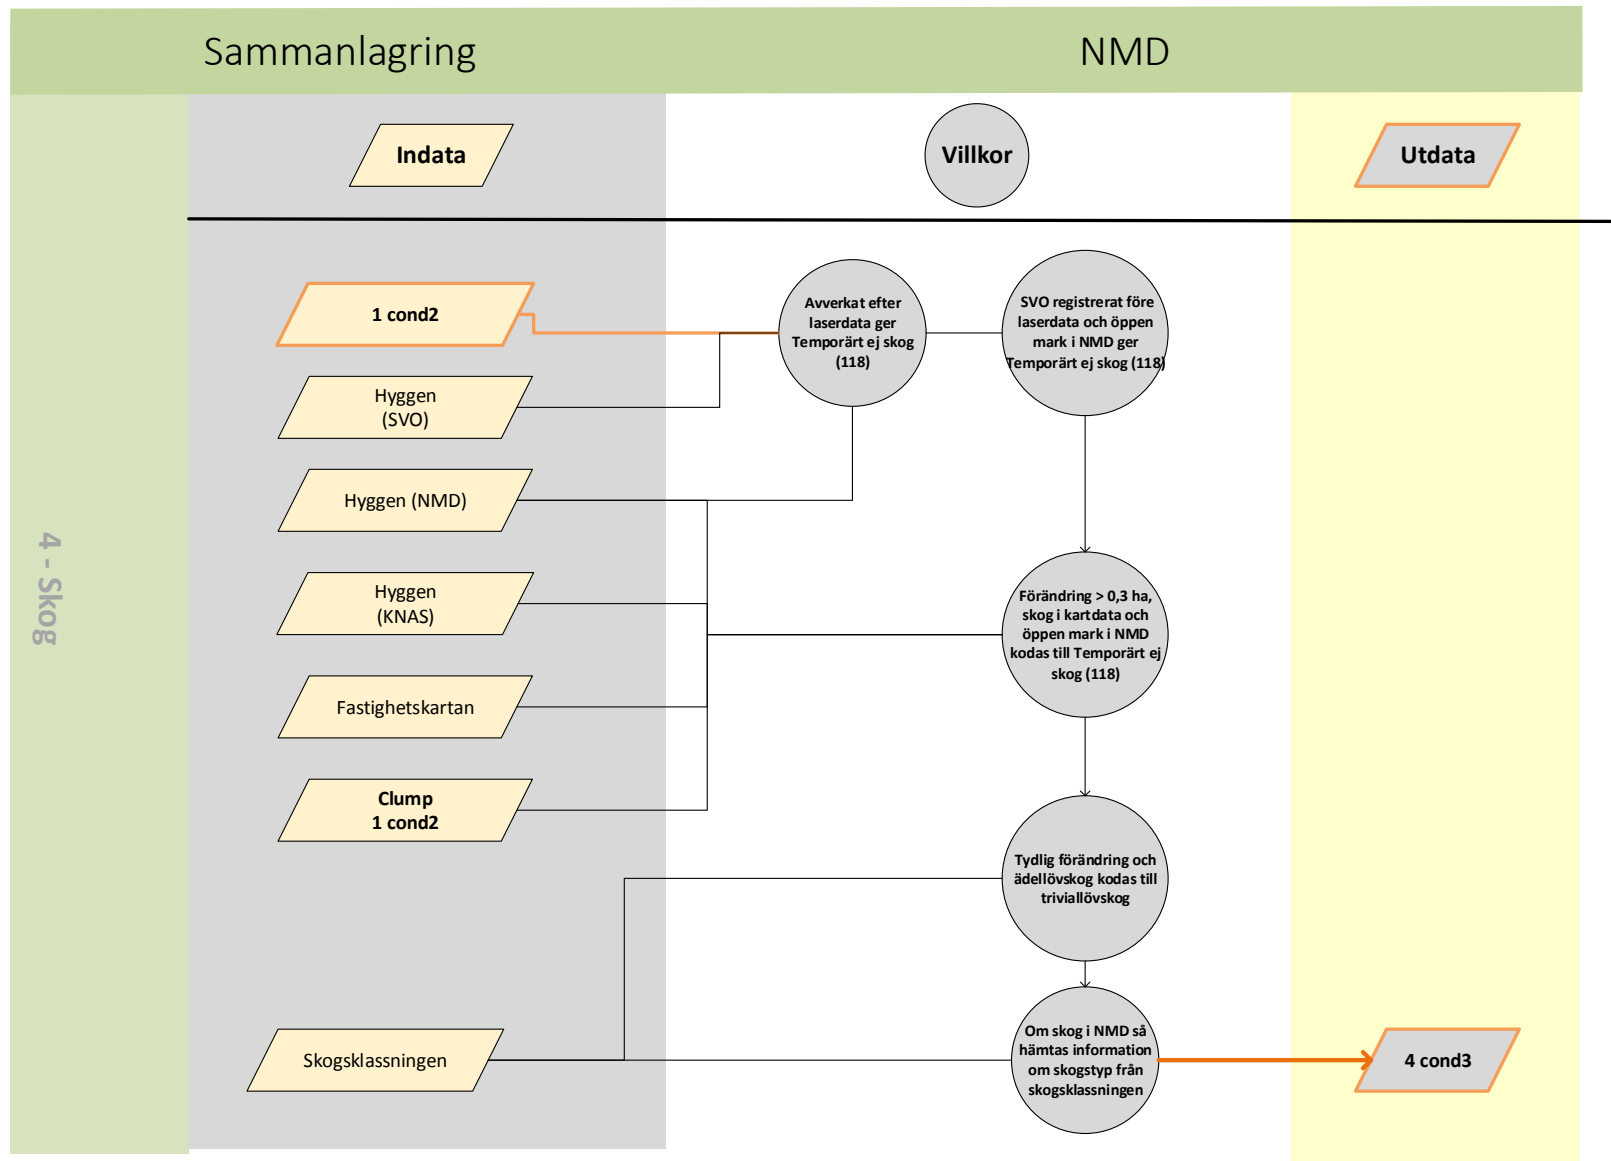 Sammanlagring
NMD
Indata
Villkor
Utdata
4 - Skog
1 cond2
Hyggen
(SVO)
Hyggen (NMD)
Hyggen
(KNAS)
Fastighetskartan
Clump
1 cond2
Skogsklassningen
Avverkat efter
laserdata ger
Temporärt ej skog
(118)
SVO registrerat före
laserdata och öppen
mark i NMD ger
Temporärt ej skog (118)
Förändring > 0,3 ha,
skog i kartdata och
öppen mark i NMD
kodas till Temporärt ej
skog (118)
Tydlig förändring och
ädellövskog kodas till
triviallövskog
Om skog i NMD så
hämtas information
om skogstyp från
skogsklassningen
4 cond3